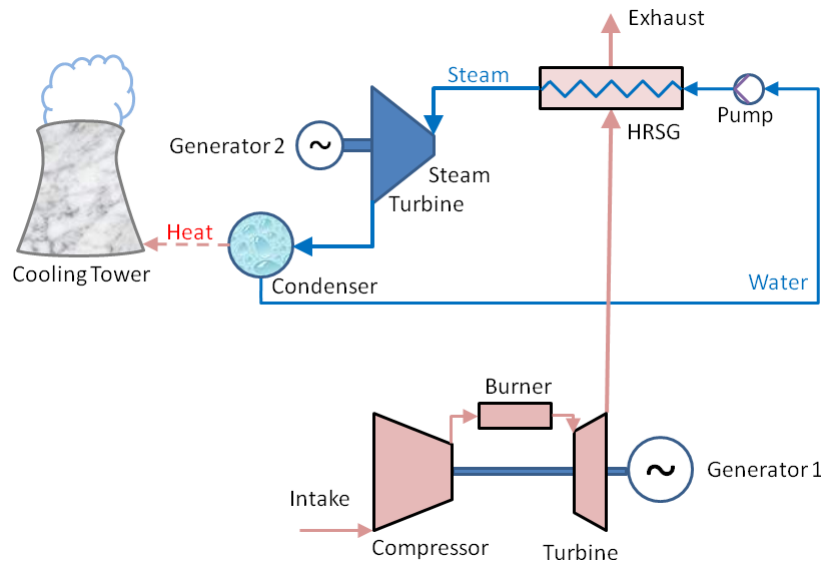 Exhaust
Steam
Pump
HRSG
Generator 2
~
Steam
Turbine
Heat
Cooling Tower
Condenser
Water
Burner
~
Generator 1
Intake
Compressor
Turbine